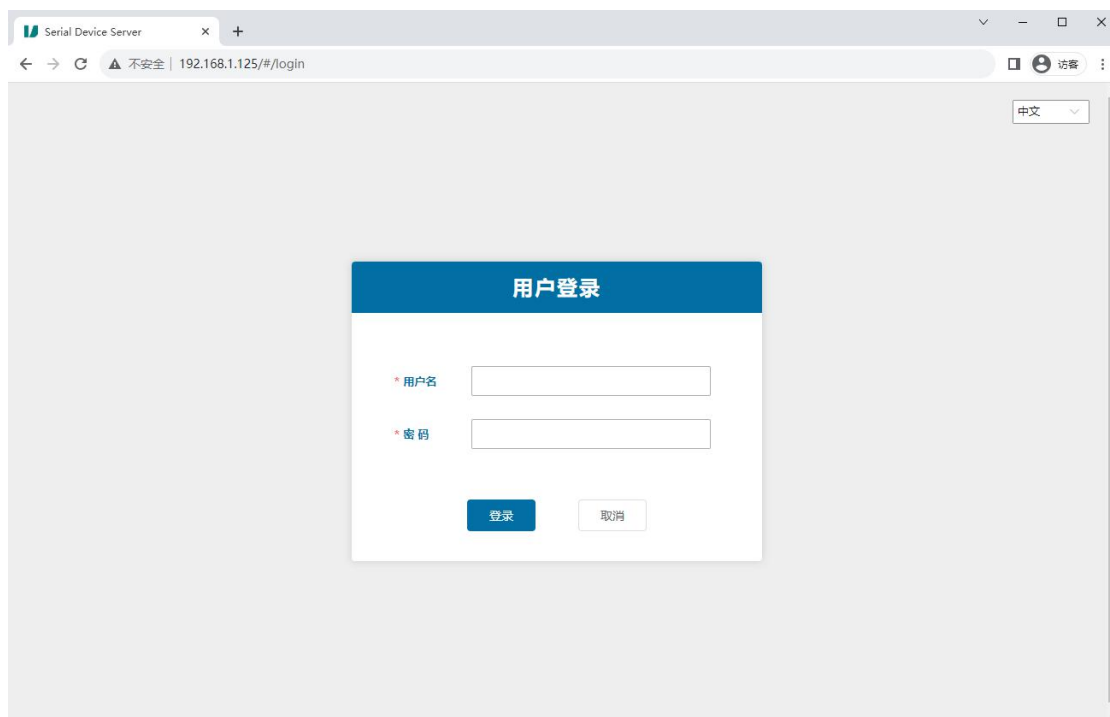 Serial Device Server
不安全 | 192.168.1.125/#/login
访客
中文
用户登录
* 用户名
* 密 码
登录
取消